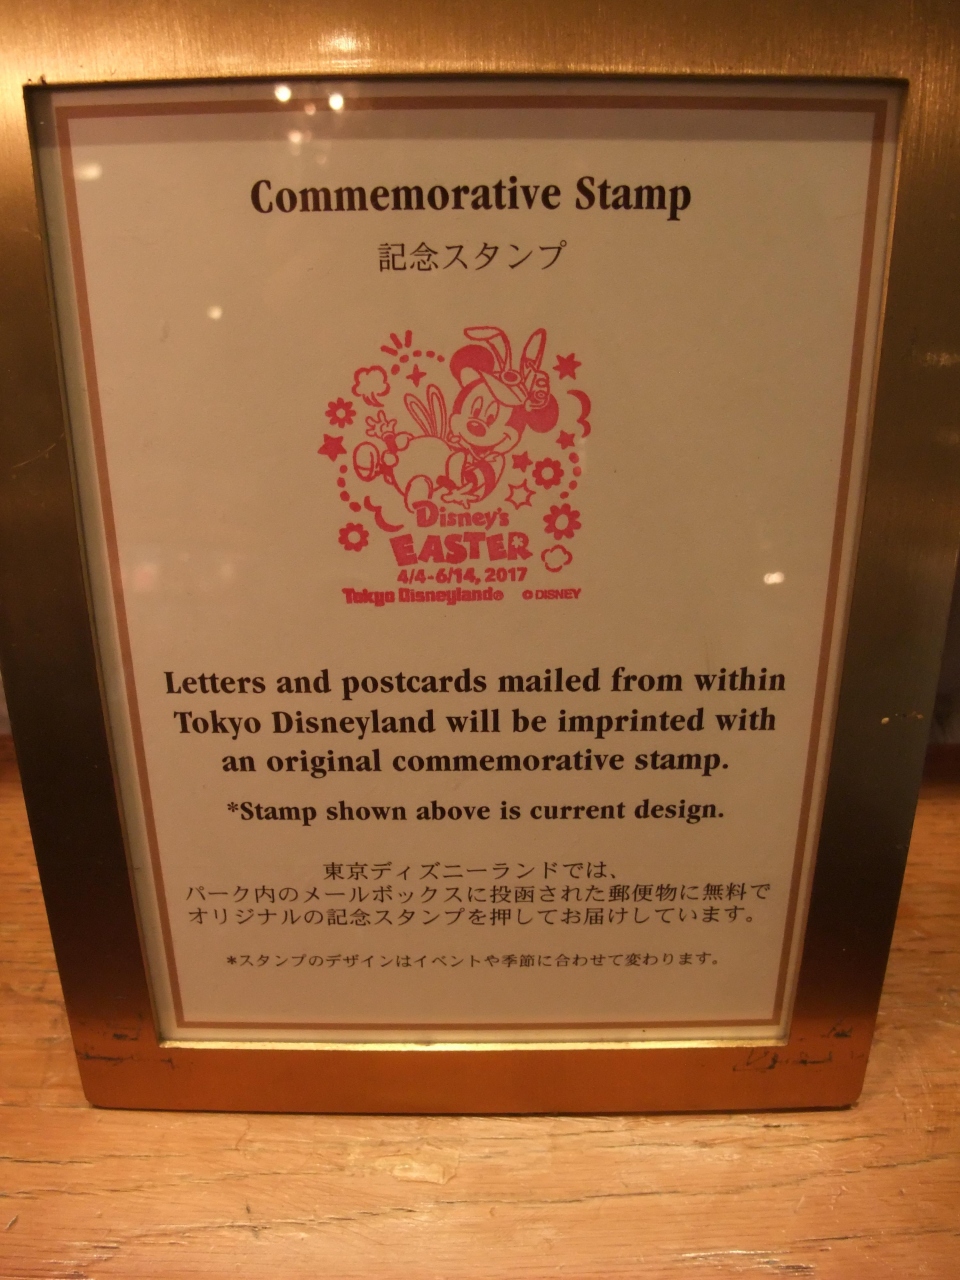 Commemorative Stamp
記念スタンプ
Disney's
EASTER
4/4-6/14, 2017
Tokyo Disneyland® © DISNEY
Letters and postcards mailed from within
Tokyo Disneyland will be imprinted with
an original commemorative stamp.
*Stamp shown above is current design.
東京ディズニーランドでは、
パーク内のメールボックスに投函された郵便物に無料で
オリジナルの記念スタンプを押してお届けしています。
*スタンプのデザインはイベントや季節に合わせて変わります。